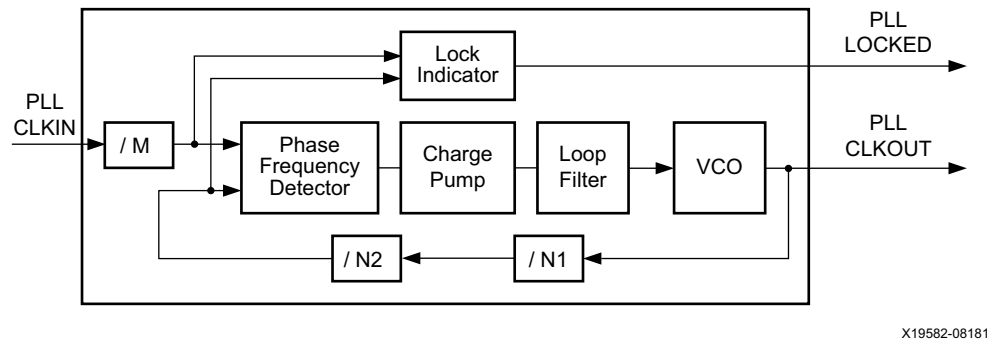 PLL
LOCKED
Lock
Indicator
PLL
CLKIN
/ M
Phase
Frequency
Detector
Charge
Pump
Loop
Filter
VCO
PLL
CLKOUT
/ N2
/ N1
X19582-08181